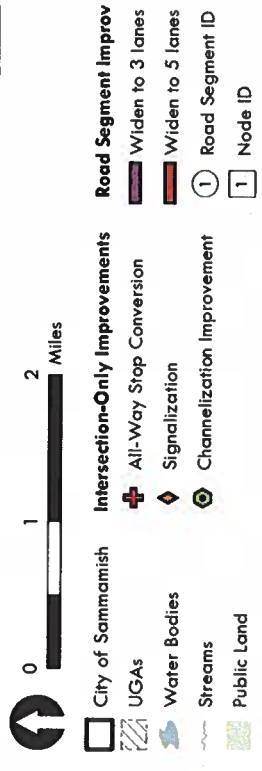 0 1 2
Miles
City of Sammamish
UGAs
Water Bodies
Streams
Public Land
Intersection-Only Improvements
All-Way Stop Conversion
Signalization
Channelization Improvement
Road Segment Improv
Widen to 3 lanes
Widen to 5 lanes
1 Road Segment ID
1 Node ID